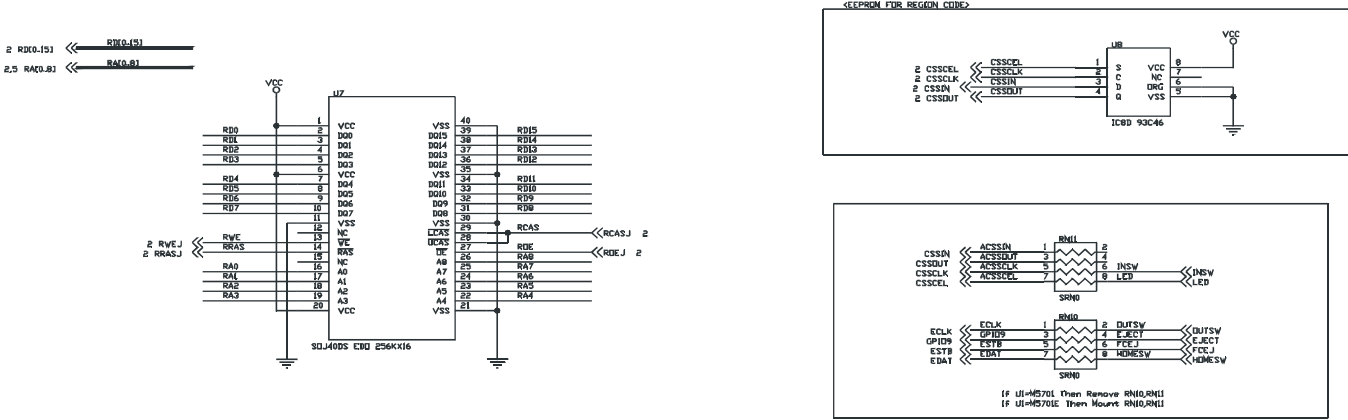 <EEPROM FOR REGION CODE>
2 RD[0..15] RD[0..15]
2,5 RA[0..8] RA[0..8]
VCC
U7
1 VCC VSS 40
RD0 2 DQ0 DQ15 39 RD15
RD1 3 DQ1 DQ14 38 RD14
RD2 4 DQ2 DQ13 37 RD13
RD3 5 DQ3 DQ12 36 RD12
6 VCC VSS 35
RD4 7 DQ4 DQ11 34 RD11
RD5 8 DQ5 DQ10 33 RD10
RD6 9 DQ6 DQ9 32 RD9
RD7 10 DQ7 DQ8 31 RD8
11 VSS VSS 30
12 NC LCAS 29 RCAS RCASJ 2
2 RWEJ RWE 13 WE UCAS 28
2 RRASJ RRAS 14 RAS OE 27 ROE ROEJ 2
15 NC A8 26 RA8
RA0 16 A0 A7 25 RA7
RA1 17 A1 A6 24 RA6
RA2 18 A2 A5 23 RA5
RA3 19 A3 A4 22 RA4
20 VCC VSS 21
SOJ40DS EDO 256KX16
VCC
U8
2 CSSCEL CSSCEL 1 S VCC 8
2 CSSCLK CSSCLK 2 C NC 7
2 CSSIN CSSIN 3 D ORG 6
2 CSSOUT CSSOUT 4 Q VSS 5
IC8D 93C46
RN11
CSSIN ACSSIN 1 2
CSSOUT ACSSOUT 3 4
CSSCLK ACSSCLK 5 6 INSW INSW
CSSCEL ACSSCEL 7 8 LED LED
SRN0
RN10
ECLK ECLK 1 2 OUTSW OUTSW
GPIO9 GPIO9 3 4 EJECT EJECT
ESTB ESTB 5 6 FCEJ FCEJ
EDAT EDAT 7 8 HOMESW HOMESW
SRN0
If U1=M5701 Then Remove RN10,RN11
If U1=M5701E Then Mount RN10,RN11